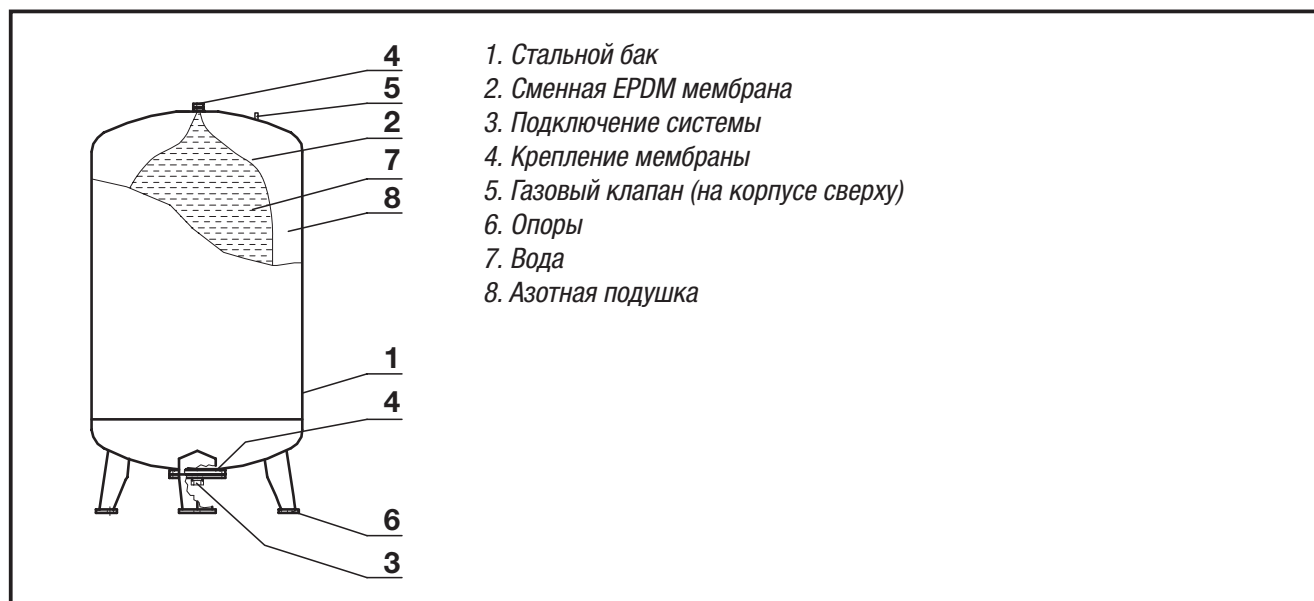 4
5
2
7
8
1
4
6
3
1. Стальной бак
2. Сменная EPDM мембрана
3. Подключение системы
4. Крепление мембраны
5. Газовый клапан (на корпусе сверху)
6. Опоры
7. Вода
8. Азотная подушка